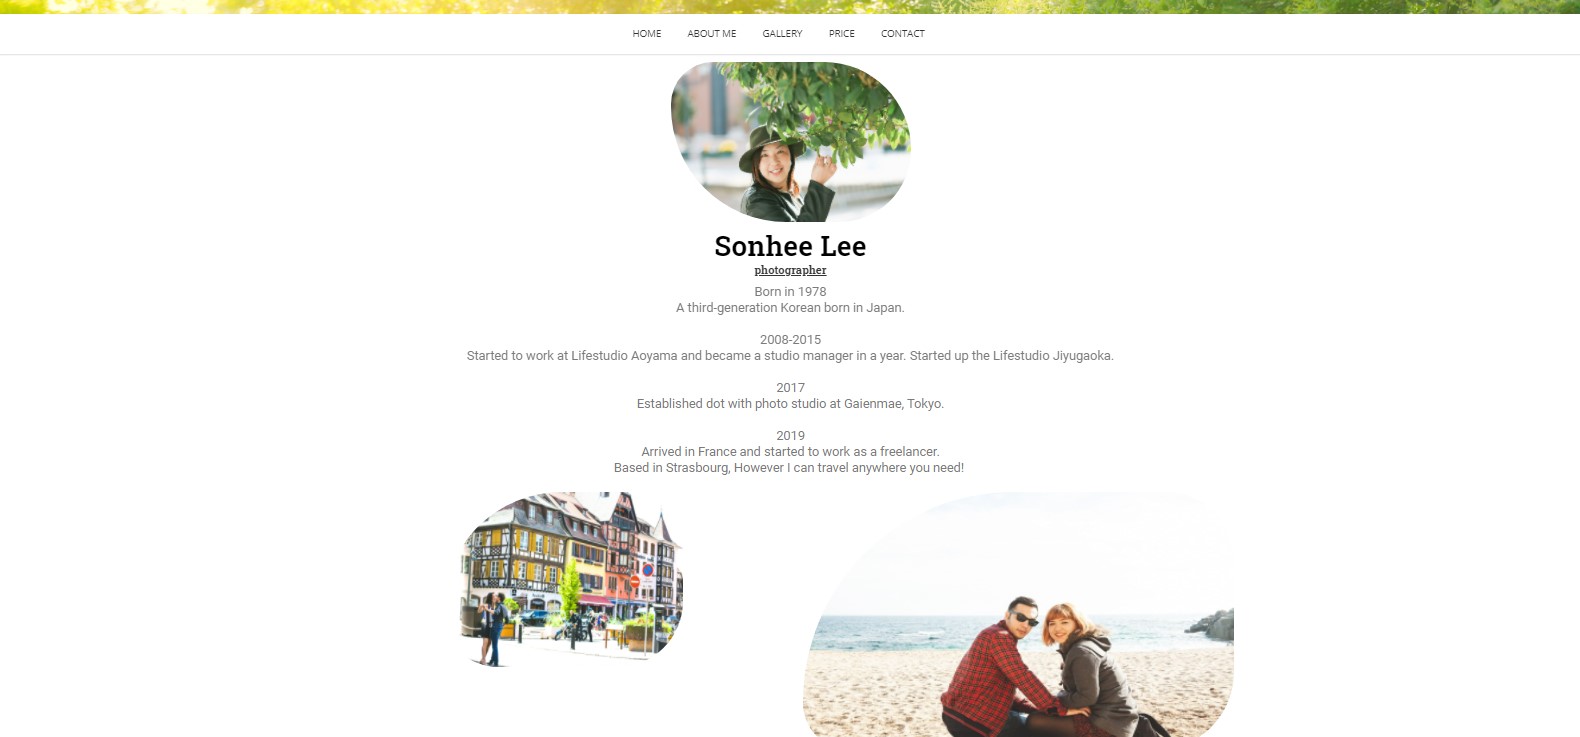 HOME ABOUT ME GALLERY PRICE CONTACT
Sonhee Lee
photographer
Born in 1978
A third-generation Korean born in Japan.
2008-2015
Started to work at Lifestudio Aoyama and became a studio manager in a year. Started up the Lifestudio Jiyugaoka.
2017
Established dot with photo studio at Gaienmae, Tokyo.
2019
Arrived in France and started to work as a freelancer.
Based in Strasbourg, However I can travel anywhere you need!